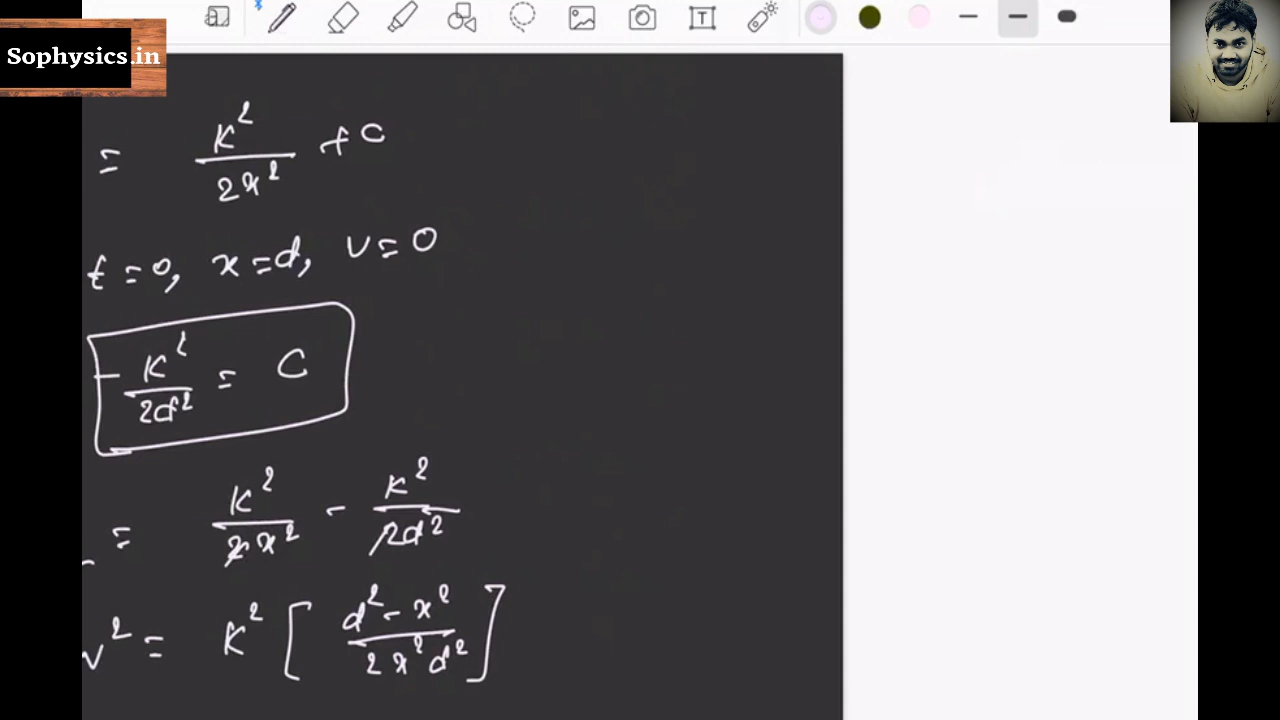 Sophysics.in
= K²/2x² + C
t=0, x=d, v=0
-K²/2d² = C
= K²/2x² - K²/2d²
v² = K² [ d²-x²/2x²d² ]